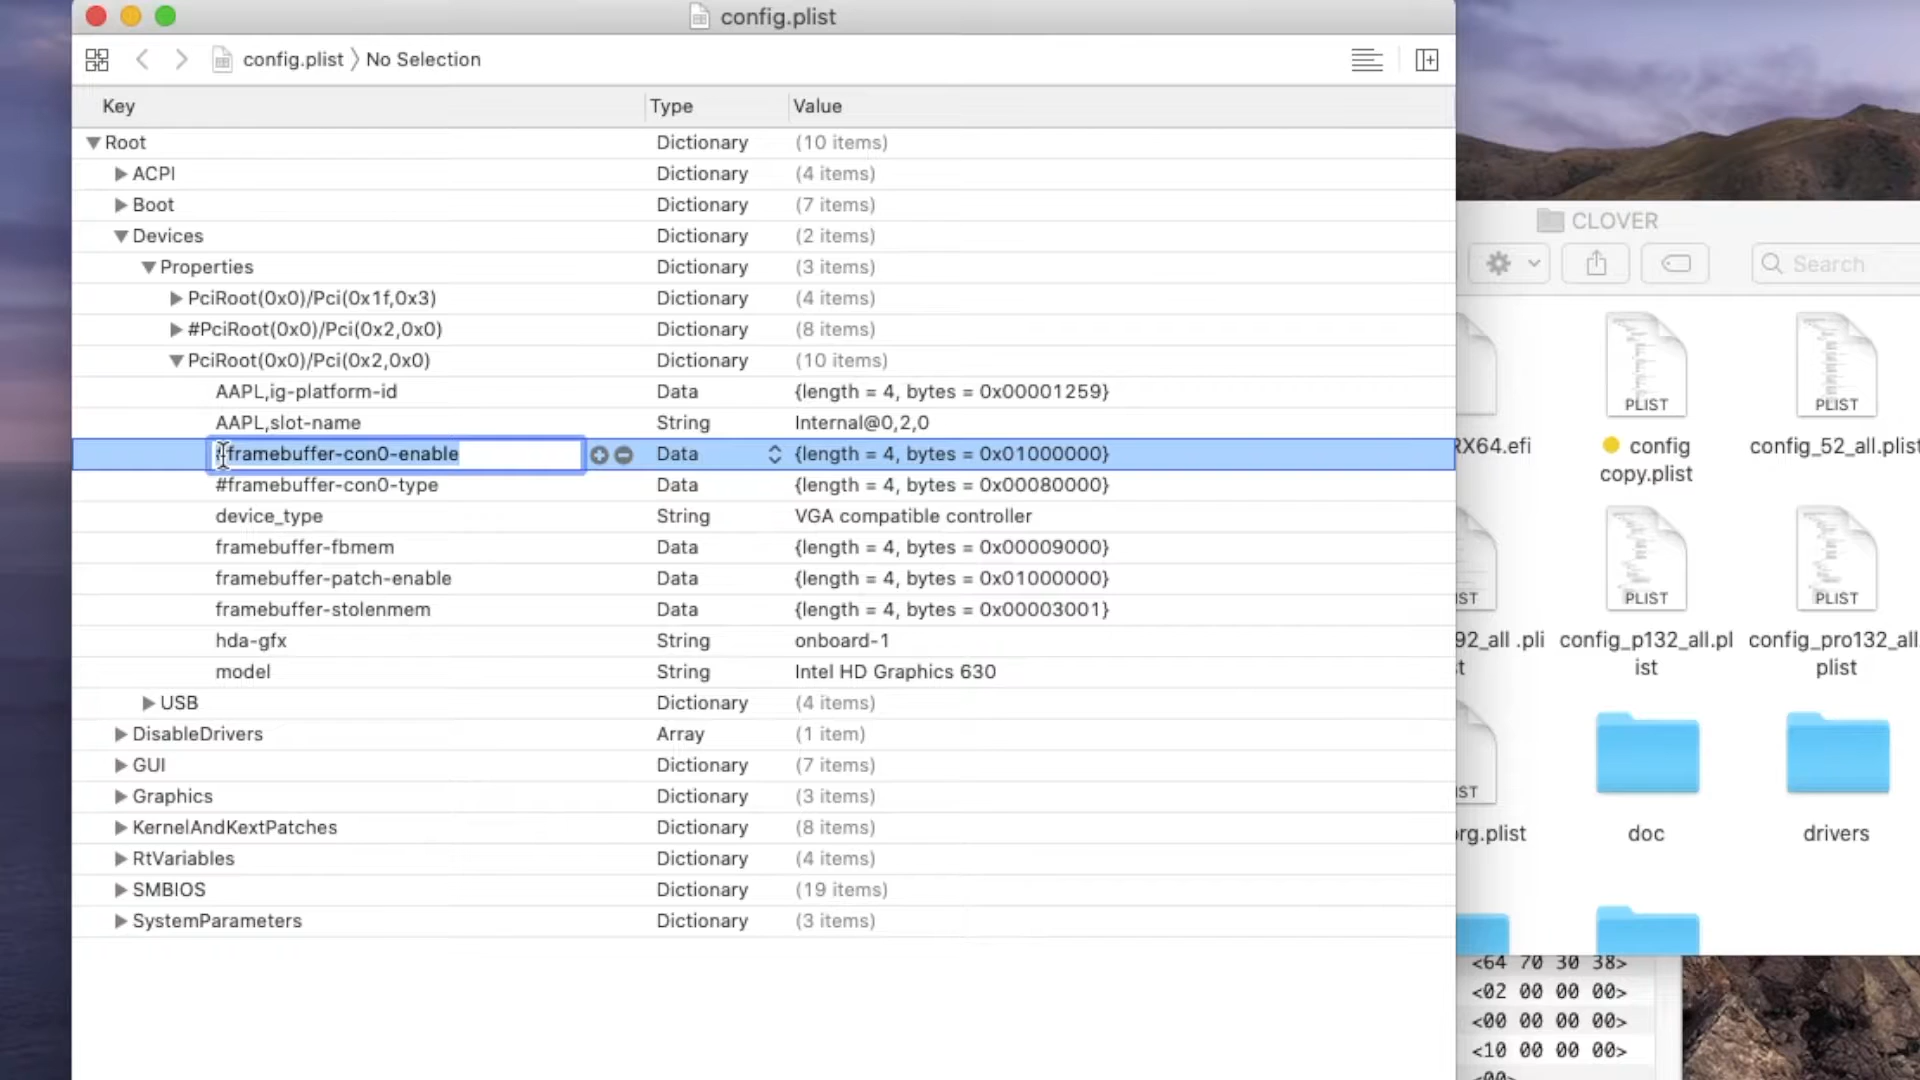 config.plist
config.plist 〉 No Selection
Key Type Value
Root Dictionary (10 items)
ACPI Dictionary (4 items)
Boot Dictionary (7 items)
Devices Dictionary (2 items)
Properties Dictionary (3 items)
PciRoot(0x0)/Pci(0x1f,0x3) Dictionary (4 items)
#PciRoot(0x0)/Pci(0x2,0x0) Dictionary (8 items)
PciRoot(0x0)/Pci(0x2,0x0) Dictionary (10 items)
AAPL,ig-platform-id Data {length = 4, bytes = 0x00001259}
AAPL,slot-name String Internal@0,2,0
framebuffer-con0-enable Data {length = 4, bytes = 0x01000000}
#framebuffer-con0-type Data {length = 4, bytes = 0x00080000}
device_type String VGA compatible controller
framebuffer-fbmem Data {length = 4, bytes = 0x00009000}
framebuffer-patch-enable Data {length = 4, bytes = 0x01000000}
framebuffer-stolenmem Data {length = 4, bytes = 0x00003001}
hda-gfx String onboard-1
model String Intel HD Graphics 630
USB Dictionary (4 items)
DisableDrivers Array (1 item)
GUI Dictionary (7 items)
Graphics Dictionary (3 items)
KernelAndKextPatches Dictionary (8 items)
RtVariables Dictionary (4 items)
SMBIOS Dictionary (19 items)
SystemParameters Dictionary (3 items)
CLOVER
Search
PLIST PLIST
RX64.efi config config_52_all.plist
copy.plist
IST PLIST PLIST
92_all .pli config_p132_all.pl config_pro132_all.
st ist plist
IST
org.plist doc drivers
<64 70 30 38>
<02 00 00 00>
<00 00 00 00>
<10 00 00 00>